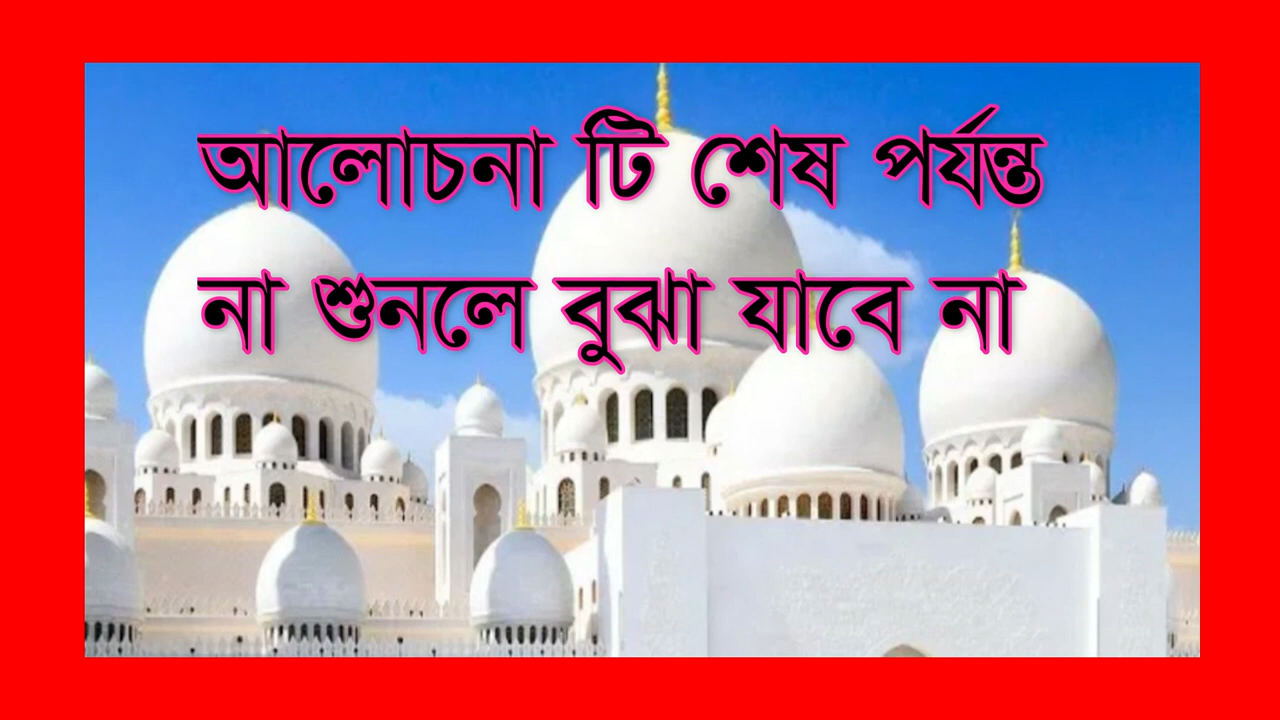 আলোচনা টি শেষ পর্যন্ত
না শুনলে বুঝা যাবে না